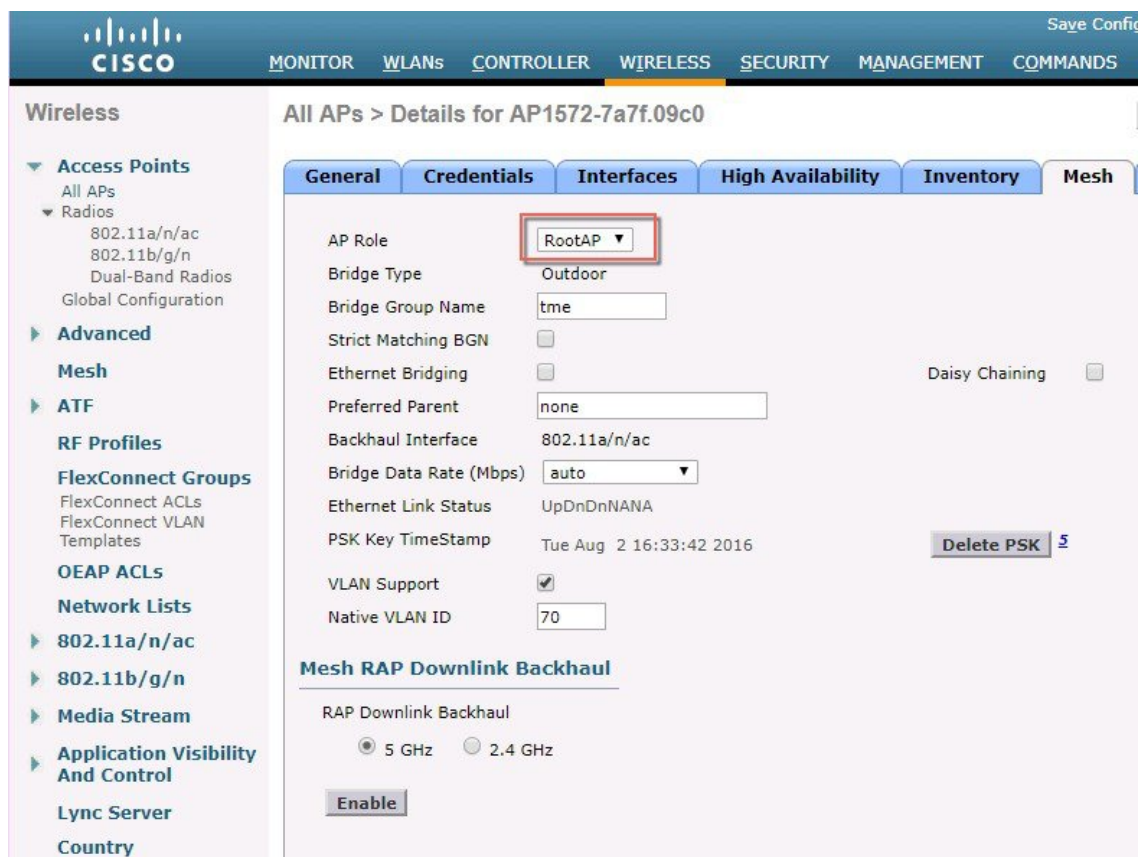 Save Config
CISCO
MONITOR WLANs CONTROLLER WIRELESS SECURITY MANAGEMENT COMMANDS
Wireless
Access Points
All APs
Radios
802.11a/n/ac
802.11b/g/n
Dual-Band Radios
Global Configuration
Advanced
Mesh
ATF
RF Profiles
FlexConnect Groups
FlexConnect ACLs
FlexConnect VLAN
Templates
OEAP ACLs
Network Lists
802.11a/n/ac
802.11b/g/n
Media Stream
Application Visibility
And Control
Lync Server
Country
All APs > Details for AP1572-7a7f.09c0
General Credentials Interfaces High Availability Inventory Mesh
AP Role RootAP
Bridge Type Outdoor
Bridge Group Name tme
Strict Matching BGN
Ethernet Bridging Daisy Chaining
Preferred Parent none
Backhaul Interface 802.11a/n/ac
Bridge Data Rate (Mbps) auto
Ethernet Link Status UpDnDnNANA
PSK Key TimeStamp Tue Aug 2 16:33:42 2016 Delete PSK 5
VLAN Support
Native VLAN ID 70
Mesh RAP Downlink Backhaul
RAP Downlink Backhaul
5 GHz 2.4 GHz
Enable